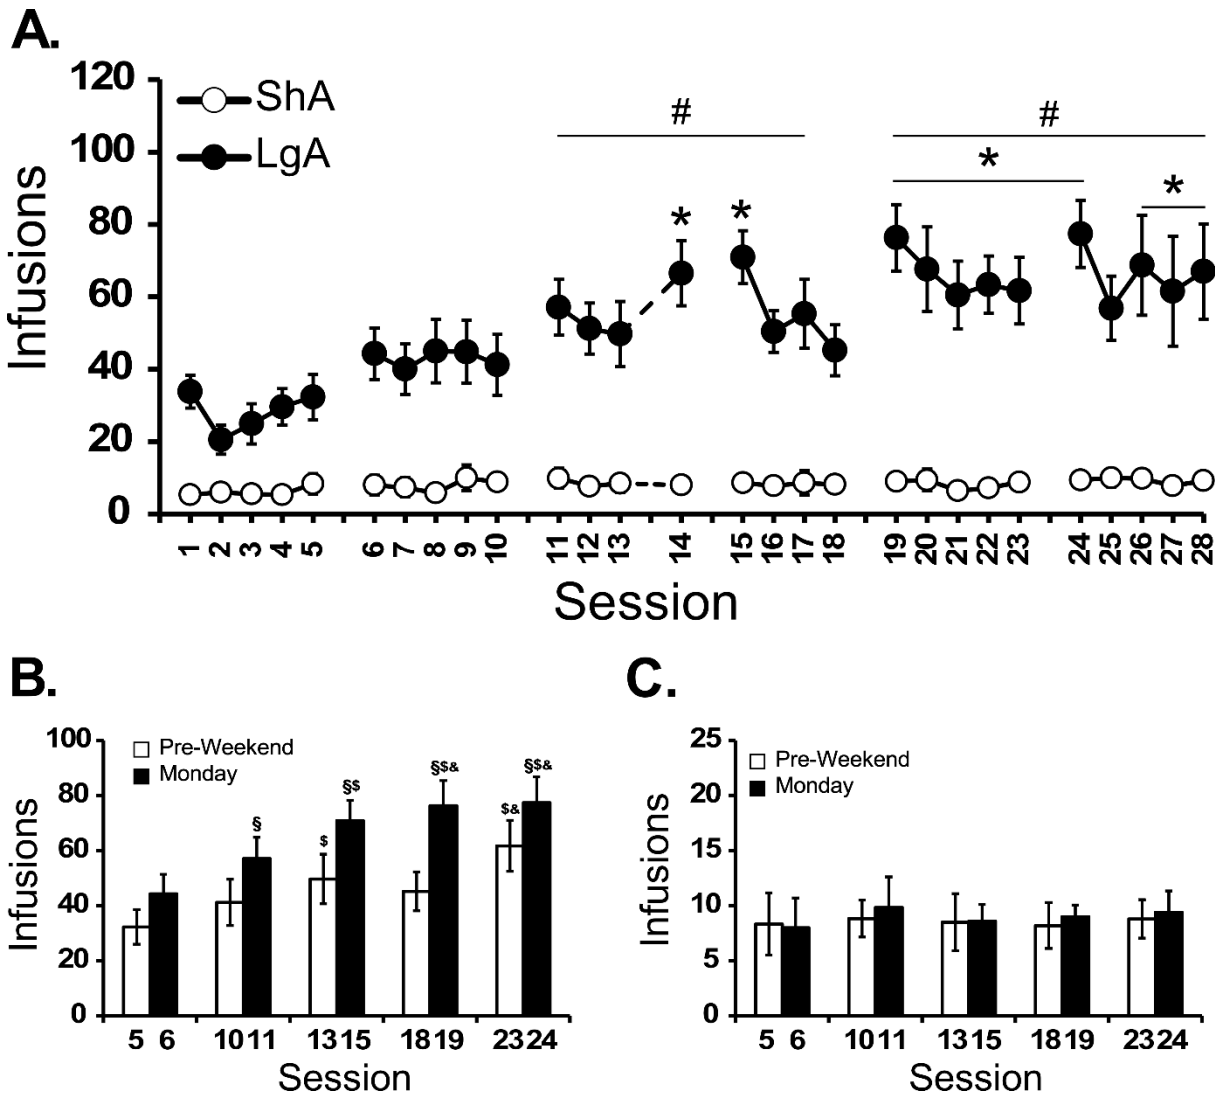 A.
120
100
80
60
40
20
0
Infusions
ShA
LgA
#
#
*
*
*
*
1 2 3 4 5 6 7 8 9 10 11 12 13 14 15 16 17 18 19 20 21 22 23 24 25 26 27 28
Session
B.
100
80
60
40
20
0
Infusions
Pre-Weekend
Monday
§
$
§$
§$&
$&
§$&
5 6 10 11 13 15 18 19 23 24
Session
C.
25
20
15
10
5
0
Infusions
Pre-Weekend
Monday
5 6 10 11 13 15 18 19 23 24
Session